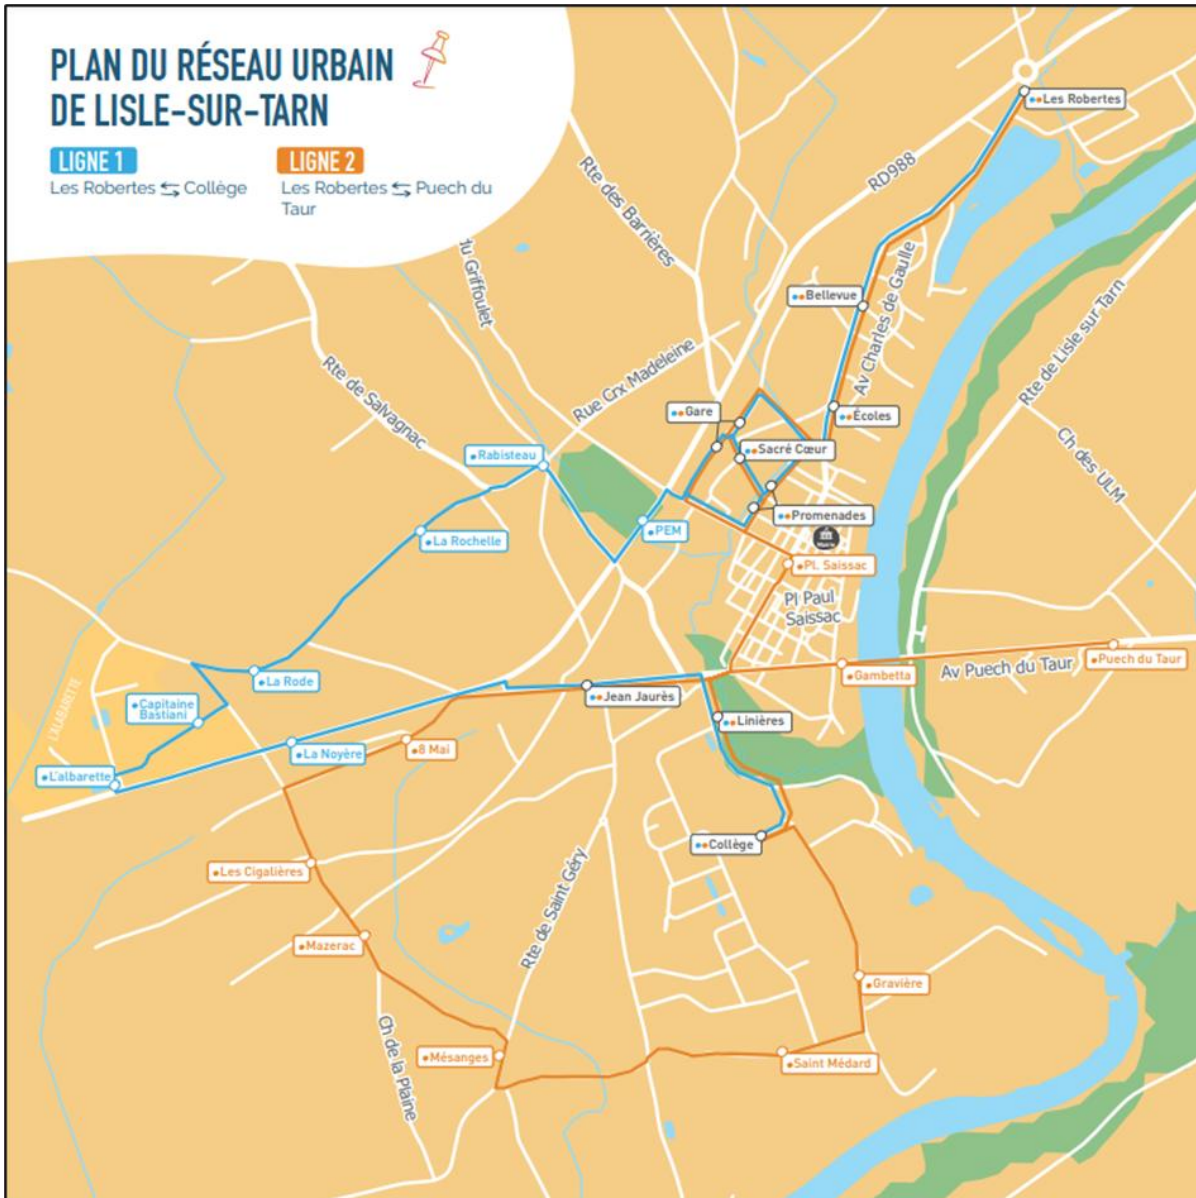 PLAN DU RÉSEAU URBAIN
DE LISLE-SUR-TARN
LIGNE 1
Les Robertes ⇆ Collège
LIGNE 2
Les Robertes ⇆ Puech du
Taur
Les Robertes
RD988
Rte des Barrières
du Griffoulet
Bellevue
Av Charles de Gaulle
Rte de Lisle sur Tarn
Rue Crx Madeleine
Rte de Salvagnac
Gare
Écoles
Sacré Cœur
Ch des ULM
Rabisteau
Promenades
PEM
La Rochelle
Mairie
Pl. Saissac
Pl Paul
Saissac
Puech du Taur
Av Puech du Taur
Gambetta
La Rode
Jean Jaurès
L'ALABARETTE
Capitaine
Bastiani
Linières
La Noyère
8 Mai
L'albarette
Collège
Les Cigalières
Rte de Saint Géry
Mazerac
Gravière
Ch de la Plaine
Mésanges
Saint Médard